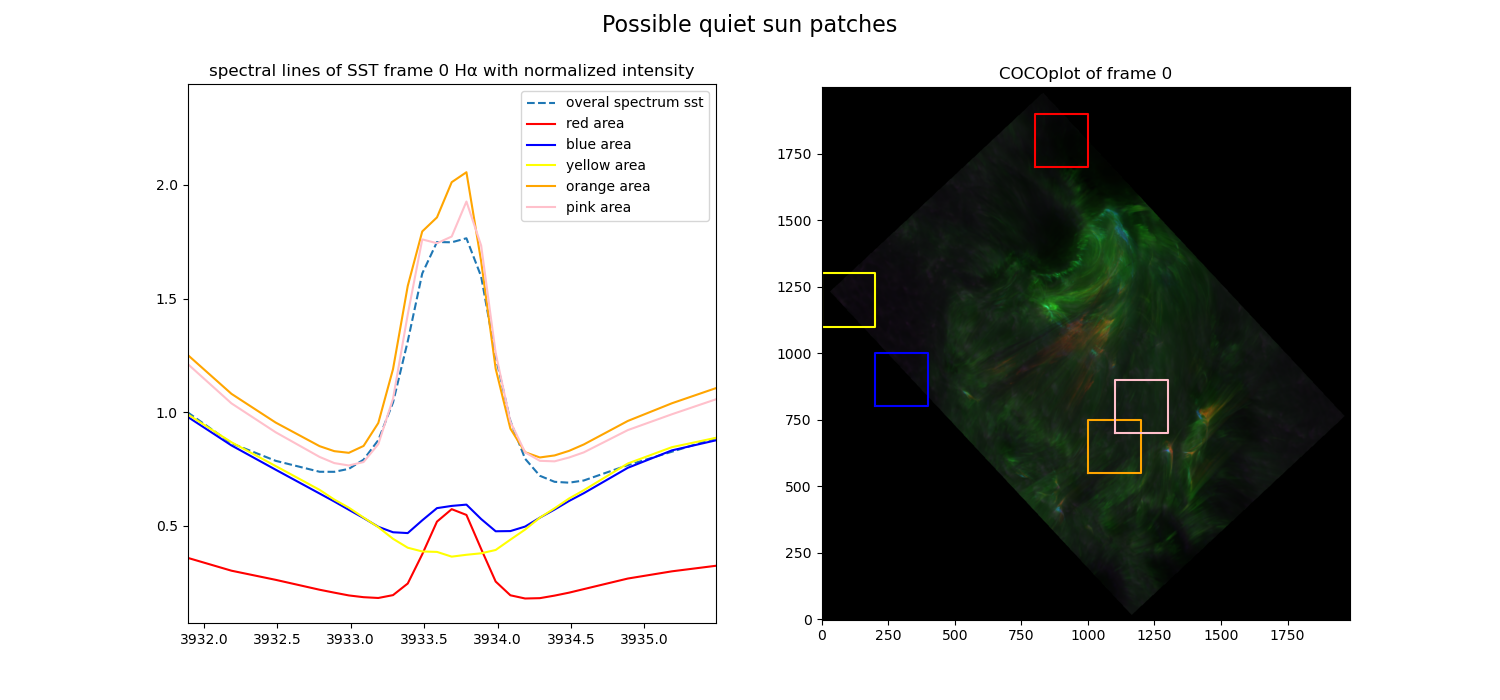 Possible quiet sun patches
spectral lines of SST frame 0 Hα with normalized intensity
overal spectrum sst
red area
blue area
yellow area
orange area
pink area
2.0
1.5
1.0
0.5
3932.0 3932.5 3933.0 3933.5 3934.0 3934.5 3935.0
COCOplot of frame 0
1750
1500
1250
1000
750
500
250
0
0 250 500 750 1000 1250 1500 1750